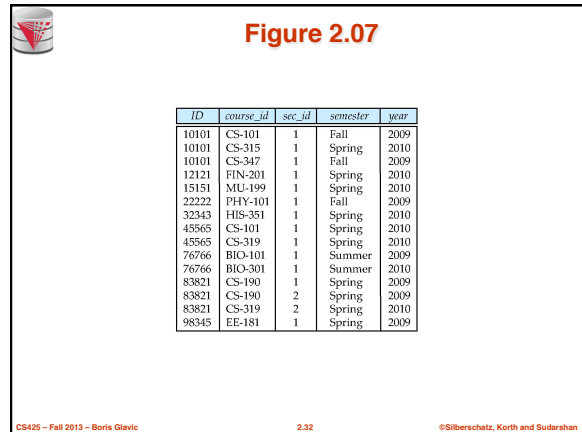 Figure 2.07
ID course_id sec_id semester year
10101 CS-101 1 Fall 2009
10101 CS-315 1 Spring 2010
10101 CS-347 1 Fall 2009
12121 FIN-201 1 Spring 2010
15151 MU-199 1 Spring 2010
22222 PHY-101 1 Fall 2009
32343 HIS-351 1 Spring 2010
45565 CS-101 1 Spring 2010
45565 CS-319 1 Spring 2010
76766 BIO-101 1 Summer 2009
76766 BIO-301 1 Summer 2010
83821 CS-190 1 Spring 2009
83821 CS-190 2 Spring 2009
83821 CS-319 2 Spring 2010
98345 EE-181 1 Spring 2009
CS425 – Fall 2013 – Boris Glavic 2.32 ©Silberschatz, Korth and Sudarshan